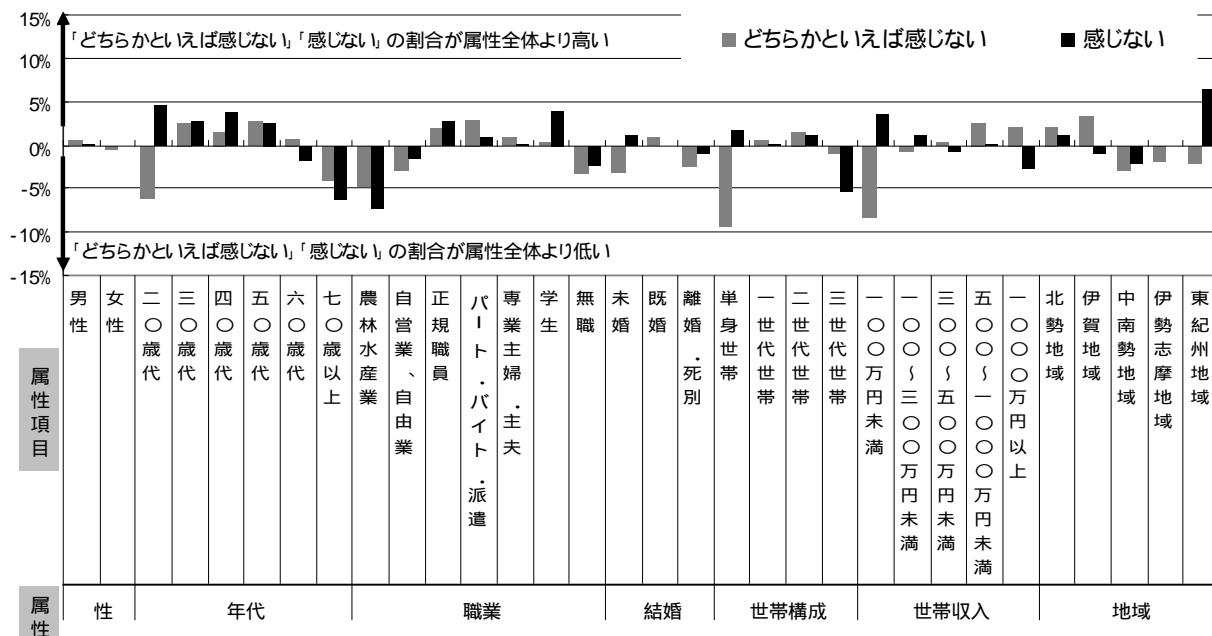 15%
10%
5%
0%
-5%
-10%
-15%
「どちらかといえば感じない」「感じない」の割合が属性全体より高い
どちらかといえば感じない
感じない
「どちらかといえば感じない」「感じない」の割合が属性全体より低い
属性項目
男性
女性
二〇歳代
三〇歳代
四〇歳代
五〇歳代
六〇歳代
七〇歳以上
農林水産業
自営業、自由業
正規職員
パート・バイト・派遣
専業主婦・主夫
学生
無職
未婚
既婚
離婚・死別
単身世帯
一世代世帯
二世代世帯
三世代世帯
一〇〇万円未満
一〇〇〜三〇〇万円未満
三〇〇〜五〇〇万円未満
五〇〇〜一〇〇〇万円未満
一〇〇〇万円以上
北勢地域
伊賀地域
中南勢地域
伊勢志摩地域
東紀州地域
属性
性
年代
職業
結婚
世帯構成
世帯収入
地域